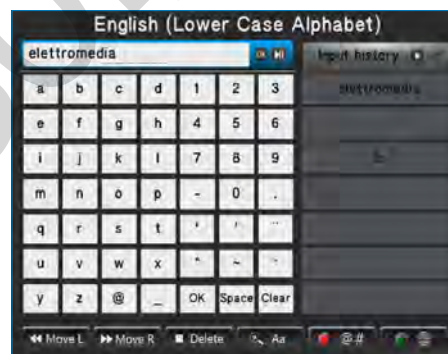 English (Lower Case Alphabet)
elettromedia OK
Input history
elettromedia
a b c d 1 2 3
e f g h 4 5 6
i j k l 7 8 9
m n o p - 0 .
q r s t ' , "
u v w x ^ ~ `
y z @ _ OK Space Clear
Move L Move R Delete Aa @#